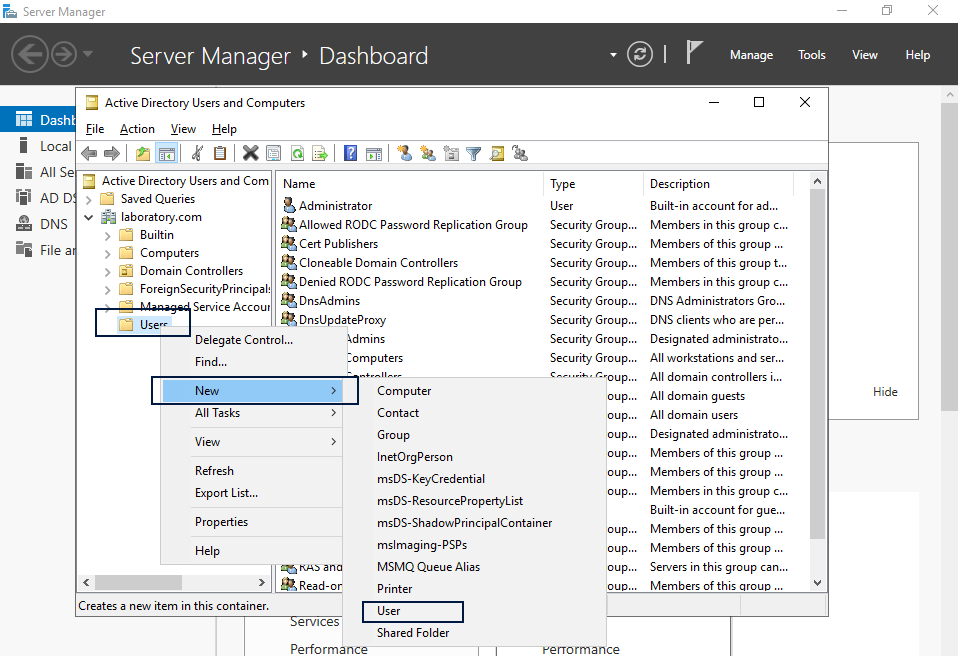 Server Manager
Server Manager ‣ Dashboard
Manage Tools View Help
Active Directory Users and Computers
File Action View Help
Dashb
Local
All Se
AD DS
DNS
File an
Active Directory Users and Com
Saved Queries
laboratory.com
Builtin
Computers
Domain Controllers
ForeignSecurityPrincipals
Managed Service Accour
Users
Name Type Description
Administrator User Built-in account for ad...
Allowed RODC Password Replication Group Security Group... Members in this group c...
Cert Publishers Security Group... Members of this group ...
Cloneable Domain Controllers Security Group... Members of this group t...
Denied RODC Password Replication Group Security Group... Members in this group c...
DnsAdmins Security Group... DNS Administrators Gro...
DnsUpdateProxy Security Group... DNS clients who are per...
Admins Security Group... Designated administrato...
Computers Security Group... All workstations and ser...
Controllers Security Group... All domain controllers i...
oup... All domain guests
oup... All domain users
oup... Designated administrato...
oup... Members of this group ...
oup... Members of this group ...
oup... Members in this group c...
Built-in account for gue...
oup... Members of this group ...
oup... Members of this group ...
RAS and oup... Servers in this group can...
Read-on oup... Members of this group ...
Delegate Control...
Find...
New
All Tasks
View
Refresh
Export List...
Properties
Help
Computer
Contact
Group
InetOrgPerson
msDS-KeyCredential
msDS-ResourcePropertyList
msDS-ShadowPrincipalContainer
msImaging-PSPs
MSMQ Queue Alias
Printer
User
Shared Folder
Hide
Creates a new item in this container.
Services
Performance Performance